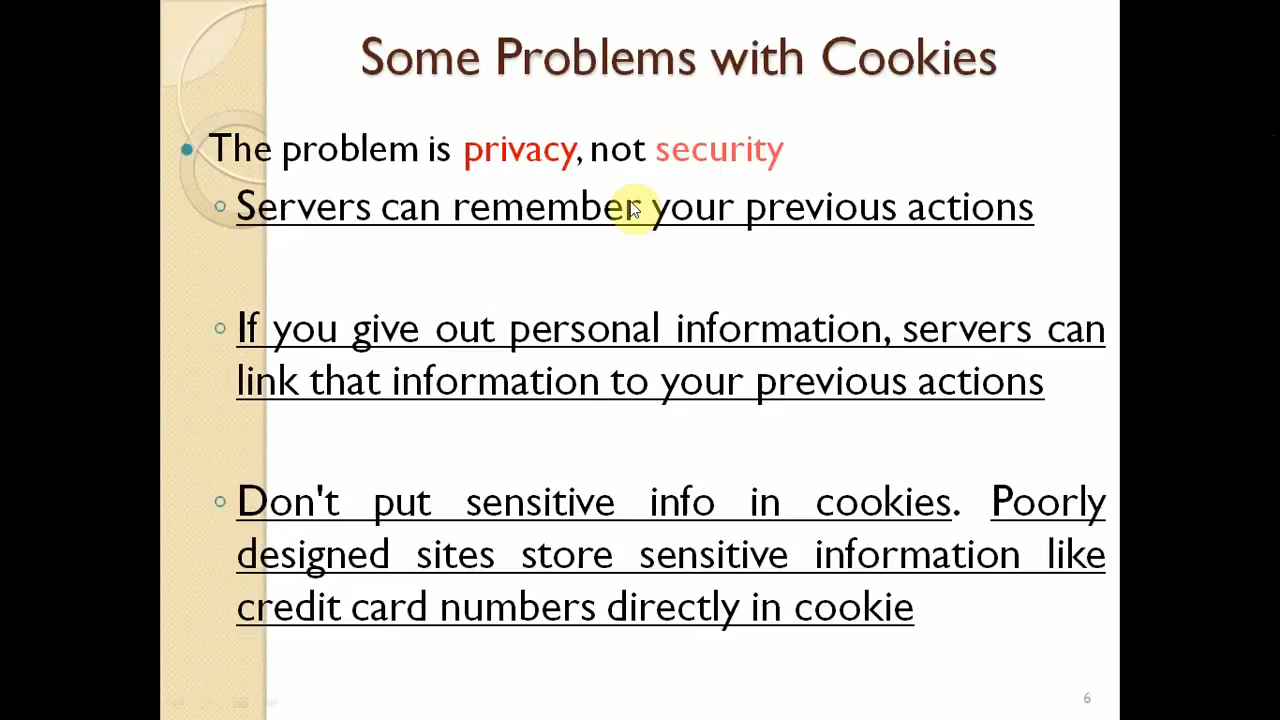 Some Problems with Cookies
The problem is privacy, not security
Servers can remember your previous actions
If you give out personal information, servers can
link that information to your previous actions
Don't put sensitive info in cookies. Poorly
designed sites store sensitive information like
credit card numbers directly in cookie
6